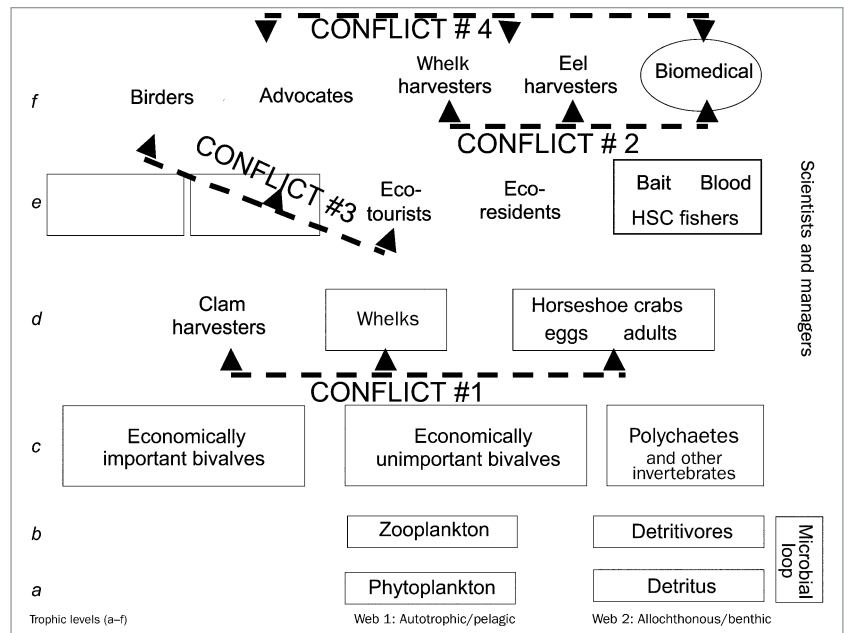 CONFLICT # 4
f
Birders
Advocates
Whelk
harvesters
Eel
harvesters
Biomedical
CONFLICT # 2
CONFLICT #3
e
Eco-
tourists
Eco-
residents
Bait Blood
HSC fishers
Scientists and managers
d
Clam
harvesters
Whelks
Horseshoe crabs
eggs adults
CONFLICT #1
c
Economically
important bivalves
Economically
unimportant bivalves
Polychaetes
and other
invertebrates
b
Zooplankton
Detritivores
Microbial
loop
a
Phytoplankton
Detritus
Trophic levels (a–f)
Web 1: Autotrophic/pelagic
Web 2: Allochthonous/benthic